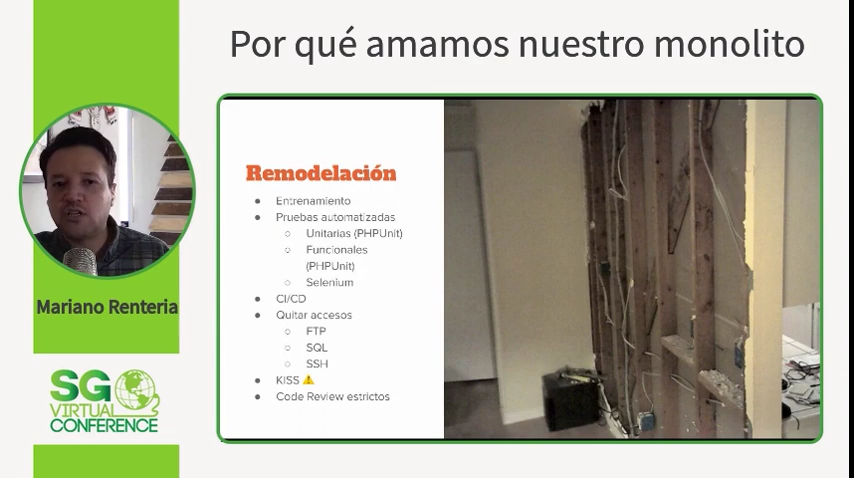 Por qué amamos nuestro monolito
Remodelación
● Entrenamiento
● Pruebas automatizadas
○ Unitarias (PHPUnit)
○ Funcionales
(PHPUnit)
○ Selenium
● CI/CD
● Quitar accesos
○ FTP
○ SQL
○ SSH
● KISS ⚠️
● Code Review estrictos
Mariano Renteria
SG
VIRTUAL
CONFERENCE